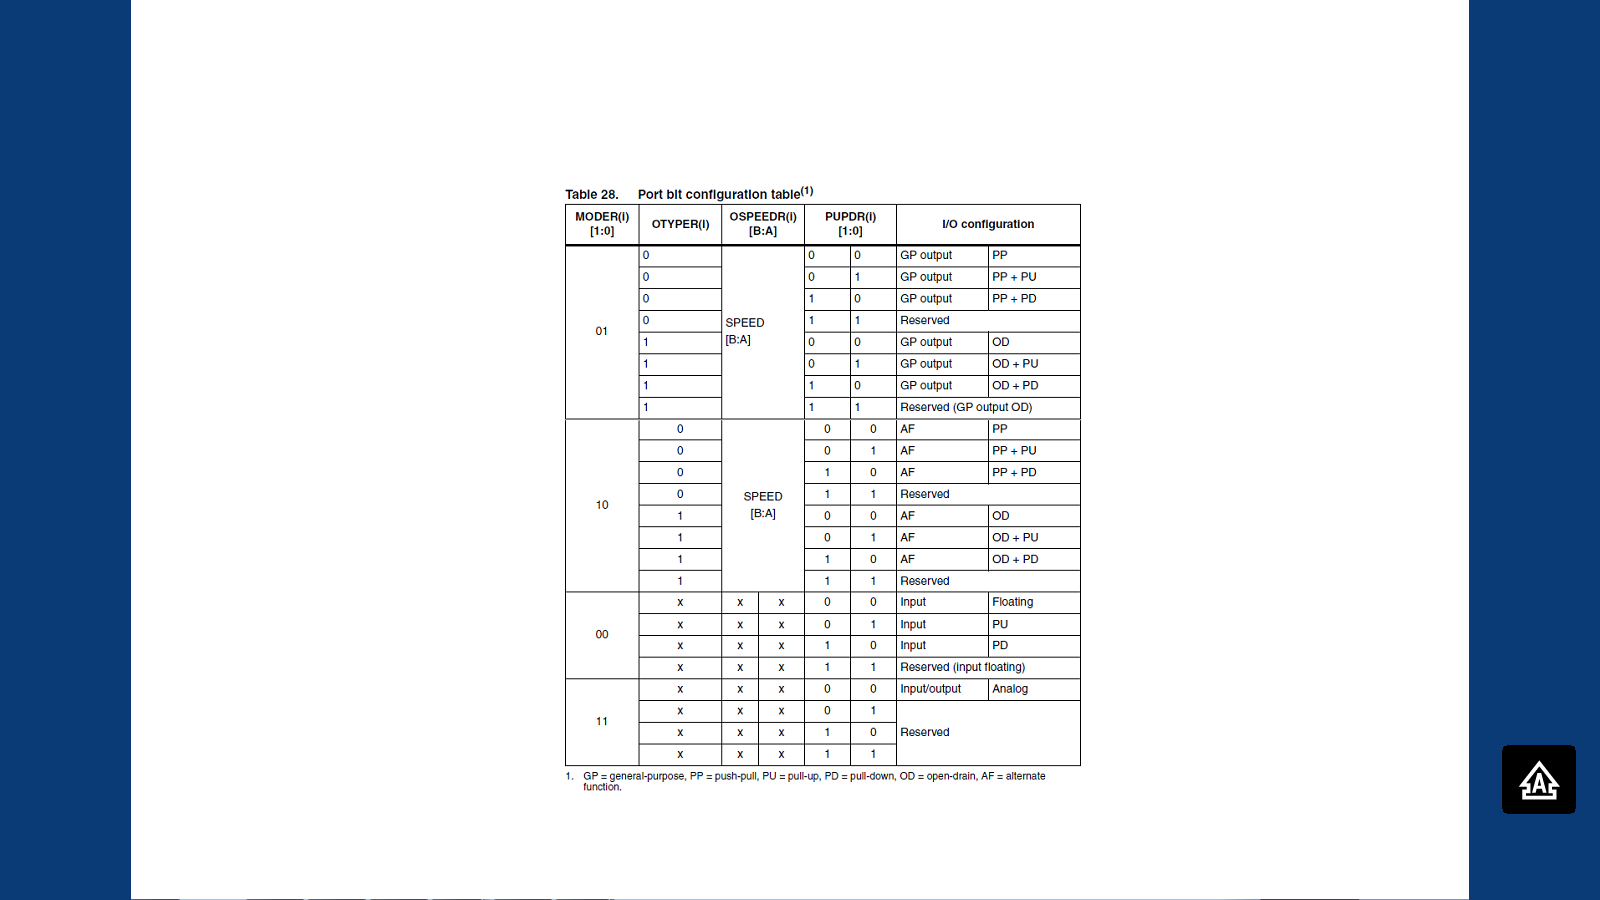 Table 28. Port bit configuration table(1)
MODER(i) [1:0] OTYPER(i) OSPEEDR(i) [B:A] PUPDR(i) [1:0] I/O configuration
01 SPEED [B:A]
0 0 0 GP output PP
0 0 1 GP output PP + PU
0 1 0 GP output PP + PD
0 1 1 Reserved
1 0 0 GP output OD
1 0 1 GP output OD + PU
1 1 0 GP output OD + PD
1 1 1 Reserved (GP output OD)
10 SPEED [B:A]
0 0 0 AF PP
0 0 1 AF PP + PU
0 1 0 AF PP + PD
0 1 1 Reserved
1 0 0 AF OD
1 0 1 AF OD + PU
1 1 0 AF OD + PD
1 1 1 Reserved
00
x x x 0 0 Input Floating
x x x 0 1 Input PU
x x x 1 0 Input PD
x x x 1 1 Reserved (input floating)
11
x x x 0 0 Input/output Analog
x x x 0 1
x x x 1 0 Reserved
x x x 1 1
1. GP = general-purpose, PP = push-pull, PU = pull-up, PD = pull-down, OD = open-drain, AF = alternate
function.
A